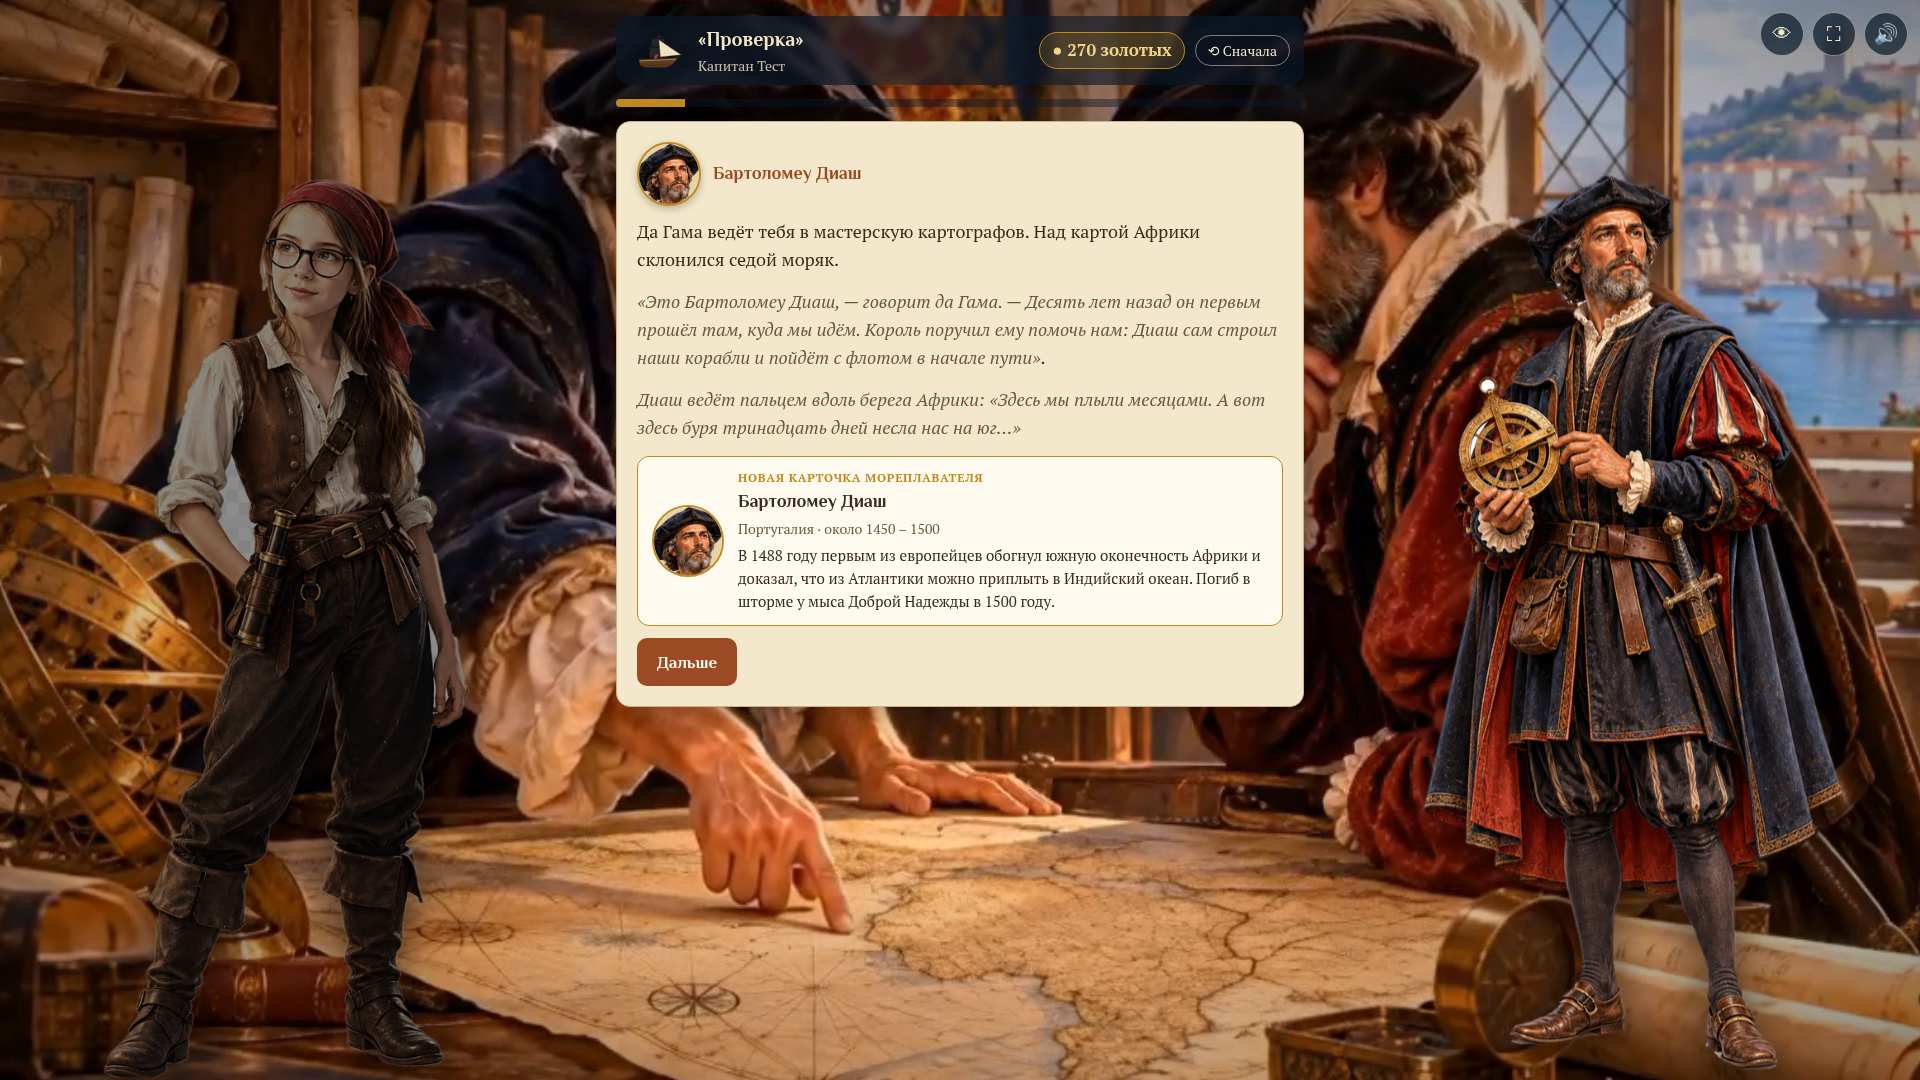 «Проверка»
Капитан Тест
● 270 золотых
⟲ Сначала
Бартоломеу Диаш
Да Гама ведёт тебя в мастерскую картографов. Над картой Африки
склонился седой моряк.
«Это Бартоломеу Диаш, — говорит да Гама. — Десять лет назад он первым
прошёл там, куда мы идём. Король поручил ему помочь нам: Диаш сам строил
наши корабли и пойдёт с флотом в начале пути».
Диаш ведёт пальцем вдоль берега Африки: «Здесь мы плыли месяцами. А вот
здесь буря тринадцать дней несла нас на юг…»
НОВАЯ КАРТОЧКА МОРЕПЛАВАТЕЛЯ
Бартоломеу Диаш
Португалия · около 1450 – 1500
В 1488 году первым из европейцев обогнул южную оконечность Африки и
доказал, что из Атлантики можно приплыть в Индийский океан. Погиб в
шторме у мыса Доброй Надежды в 1500 году.
Дальше